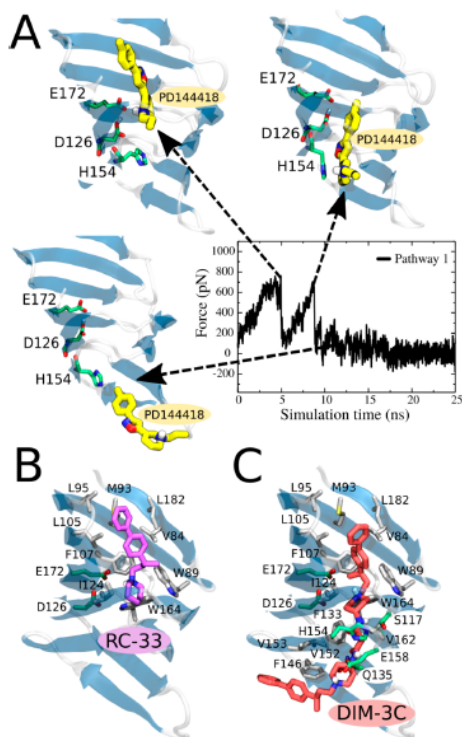 A
E172
PD144418
D126
H154
E172
D126
PD144418
H154
E172
D126
H154
PD144418
Force (pN)
1000
800
600
400
200
0
-200
Pathway 1
0 5 10 15 20 25
Simulation time (ns)
B
L95
M93
L182
L105
V84
F107
E172
I124
W89
D126
W164
RC-33
C
L95
M93
L182
L105
V84
F107
E172
I124
W89
D126
W164
F133
S117
H154
V162
V153
V152
E158
F146
Q135
DIM-3C